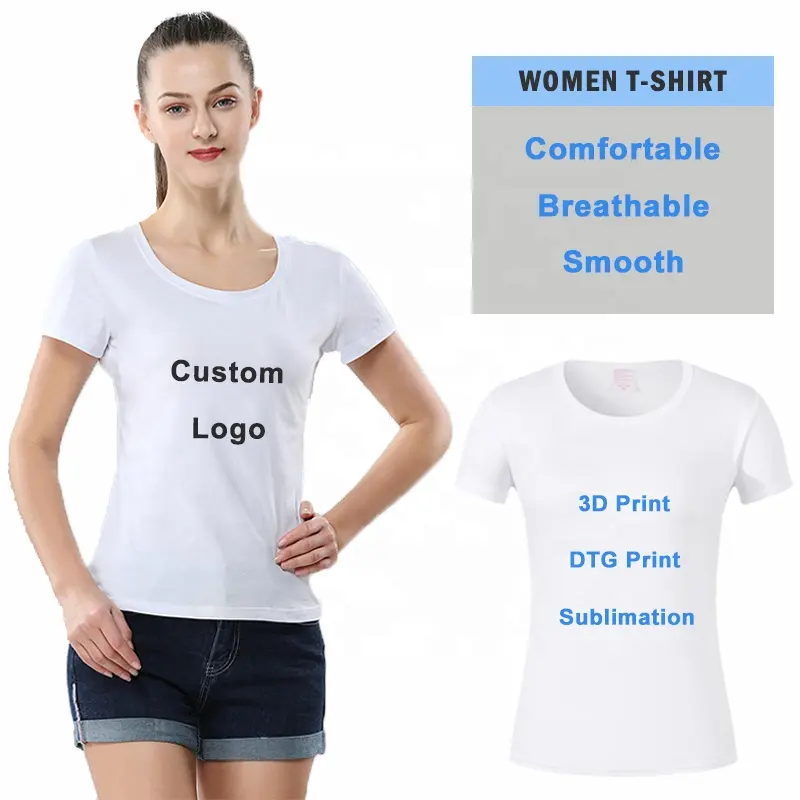 WOMEN T-SHIRT
Comfortable
Breathable
Smooth
Custom
Logo
3D Print
DTG Print
Sublimation